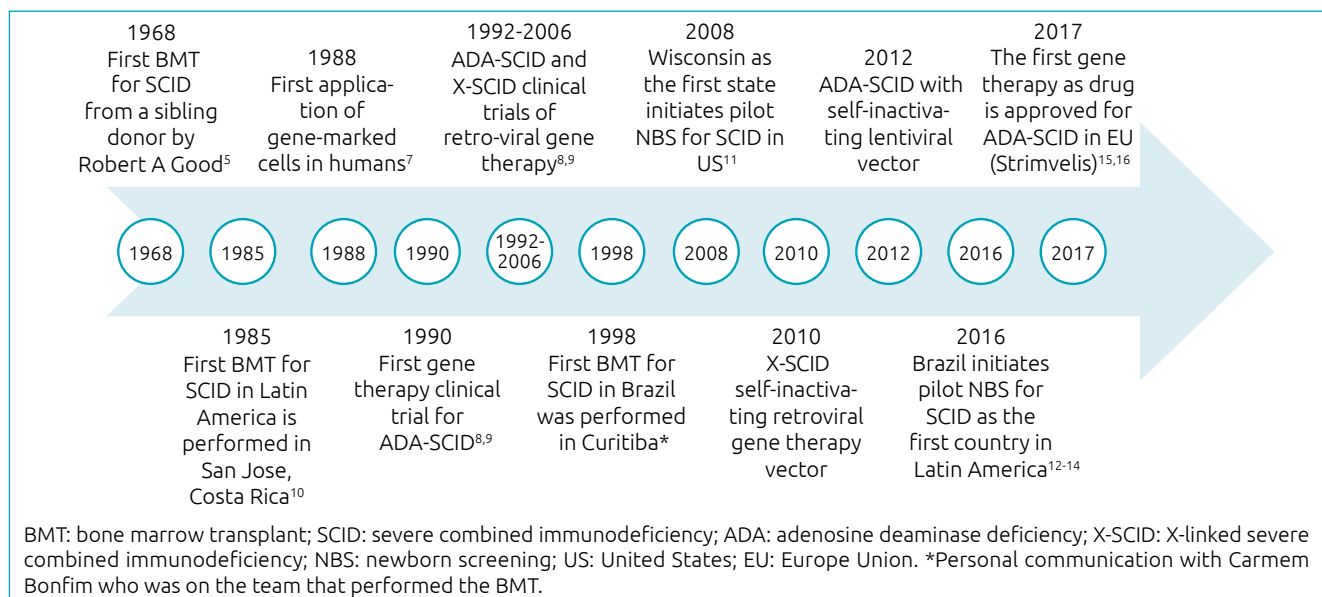 1968
First BMT
for SCID
from a sibling
donor by
Robert A Good5
1988
First applica-
tion of
gene-marked
cells in humans7
1992-2006
ADA-SCID and
X-SCID clinical
trials of
retro-viral gene
therapy8,9
2008
Wisconsin as
the first state
initiates pilot
NBS for SCID in
US11
2012
ADA-SCID with
self-inactiva-
ting lentiviral
vector
2017
The first gene
therapy as drug
is approved for
ADA-SCID in EU
(Strimvelis)15,16
1968
1985
1988
1990
1992-
2006
1998
2008
2010
2012
2016
2017
1985
First BMT for
SCID in Latin
America is
performed in
San Jose,
Costa Rica10
1990
First gene
therapy clinical
trial for
ADA-SCID8,9
1998
First BMT for
SCID in Brazil
was performed
in Curitiba*
2010
X-SCID
self-inactiva-
ting retroviral
gene therapy
vector
2016
Brazil initiates
pilot NBS for
SCID as the
first country in
Latin America12-14
BMT: bone marrow transplant; SCID: severe combined immunodeficiency; ADA: adenosine deaminase deficiency; X-SCID: X-linked severe
combined immunodeficiency; NBS: newborn screening; US: United States; EU: Europe Union. *Personal communication with Carmem
Bonfim who was on the team that performed the BMT.